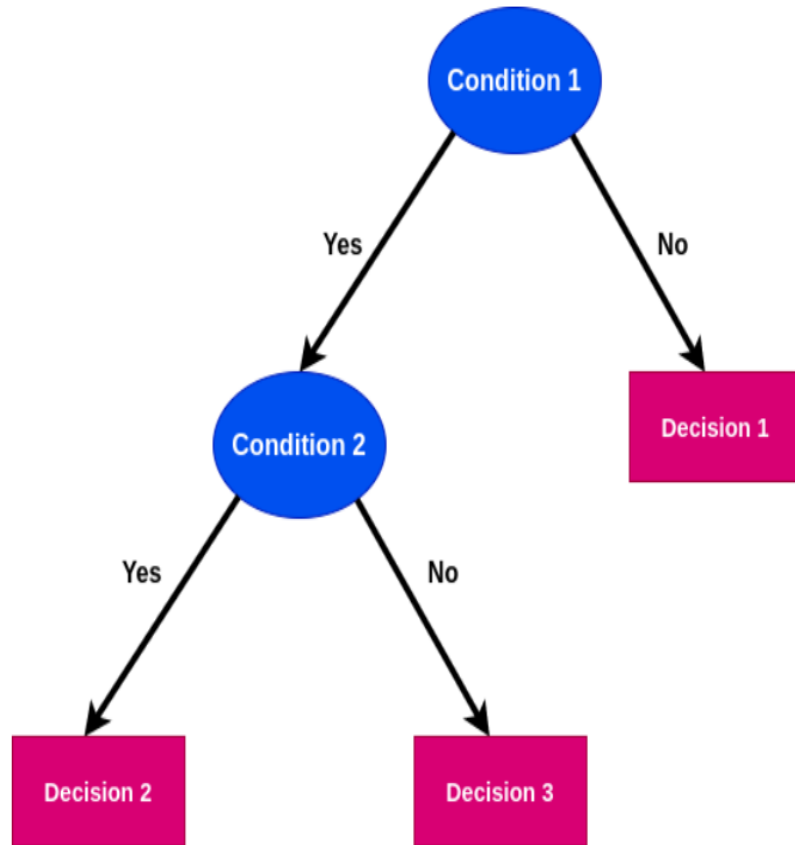 Condition 1
Yes
No
Condition 2
Decision 1
Yes
No
Decision 2
Decision 3